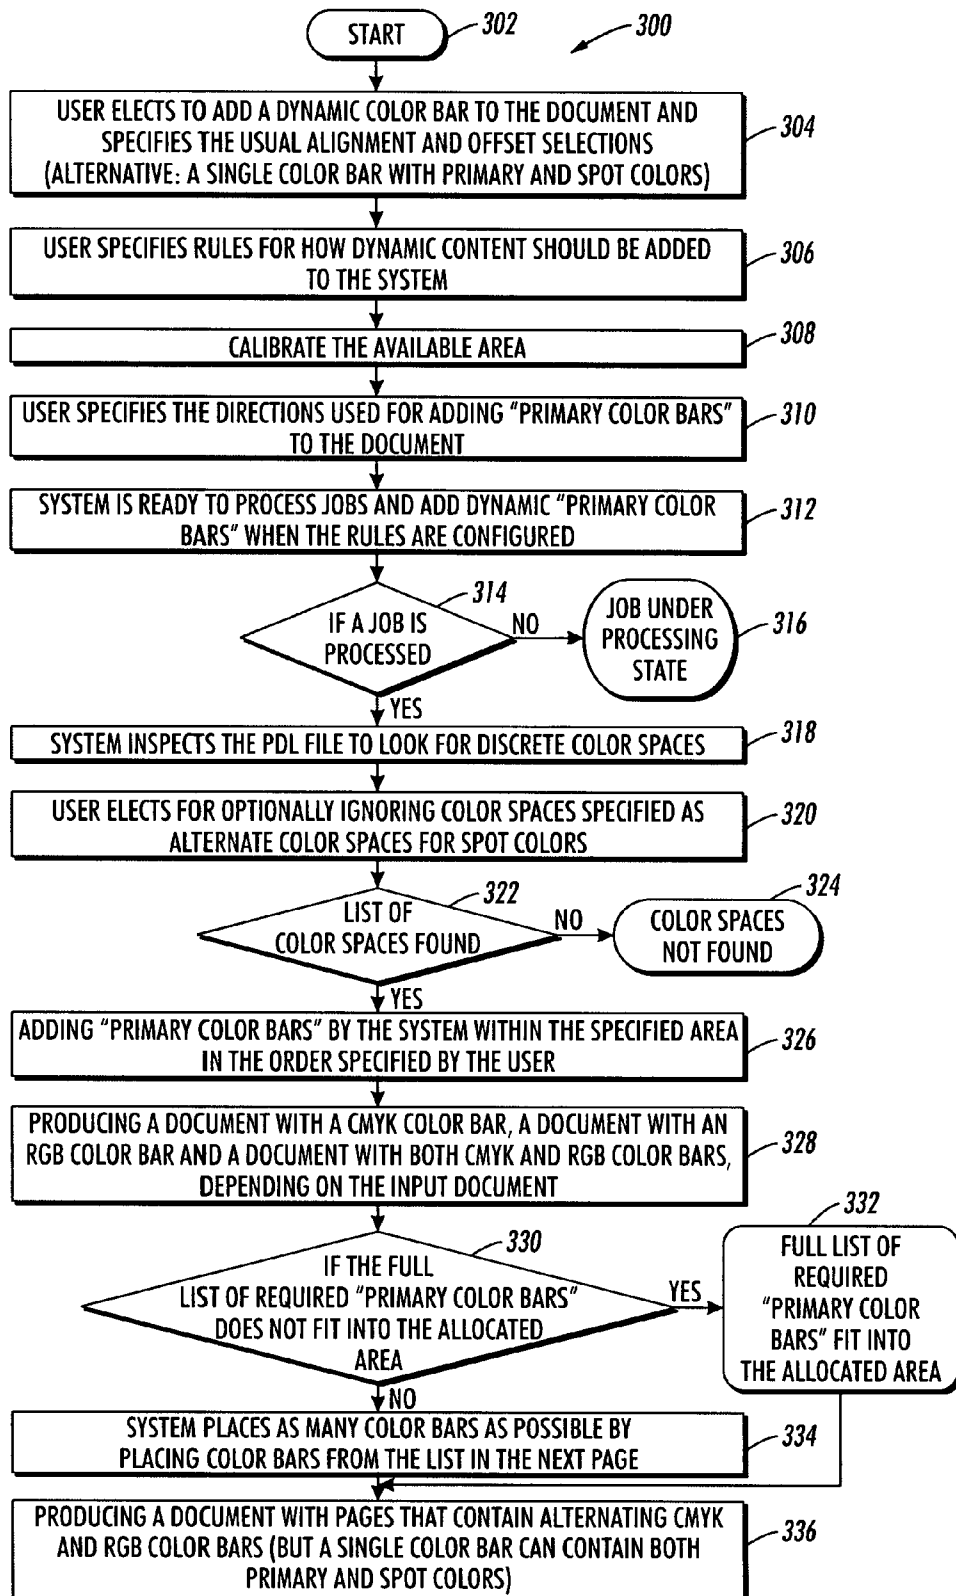 START
302
300
USER ELECTS TO ADD A DYNAMIC COLOR BAR TO THE DOCUMENT AND
SPECIFIES THE USUAL ALIGNMENT AND OFFSET SELECTIONS
(ALTERNATIVE: A SINGLE COLOR BAR WITH PRIMARY AND SPOT COLORS)
304
USER SPECIFIES RULES FOR HOW DYNAMIC CONTENT SHOULD BE ADDED
TO THE SYSTEM
306
CALIBRATE THE AVAILABLE AREA
308
USER SPECIFIES THE DIRECTIONS USED FOR ADDING "PRIMARY COLOR BARS"
TO THE DOCUMENT
310
SYSTEM IS READY TO PROCESS JOBS AND ADD DYNAMIC "PRIMARY COLOR
BARS" WHEN THE RULES ARE CONFIGURED
312
IF A JOB IS
PROCESSED
314
NO
JOB UNDER
PROCESSING
STATE
316
YES
SYSTEM INSPECTS THE PDL FILE TO LOOK FOR DISCRETE COLOR SPACES
318
USER ELECTS FOR OPTIONALLY IGNORING COLOR SPACES SPECIFIED AS
ALTERNATE COLOR SPACES FOR SPOT COLORS
320
LIST OF
COLOR SPACES FOUND
322
NO
COLOR SPACES
NOT FOUND
324
YES
ADDING "PRIMARY COLOR BARS" BY THE SYSTEM WITHIN THE SPECIFIED AREA
IN THE ORDER SPECIFIED BY THE USER
326
PRODUCING A DOCUMENT WITH A CMYK COLOR BAR, A DOCUMENT WITH AN
RGB COLOR BAR AND A DOCUMENT WITH BOTH CMYK AND RGB COLOR BARS,
DEPENDING ON THE INPUT DOCUMENT
328
IF THE FULL
LIST OF REQUIRED "PRIMARY COLOR BARS"
DOES NOT FIT INTO THE ALLOCATED
AREA
330
YES
332
FULL LIST OF
REQUIRED
"PRIMARY COLOR
BARS" FIT INTO
THE ALLOCATED AREA
NO
SYSTEM PLACES AS MANY COLOR BARS AS POSSIBLE BY
PLACING COLOR BARS FROM THE LIST IN THE NEXT PAGE
334
PRODUCING A DOCUMENT WITH PAGES THAT CONTAIN ALTERNATING CMYK
AND RGB COLOR BARS (BUT A SINGLE COLOR BAR CAN CONTAIN BOTH
PRIMARY AND SPOT COLORS)
336